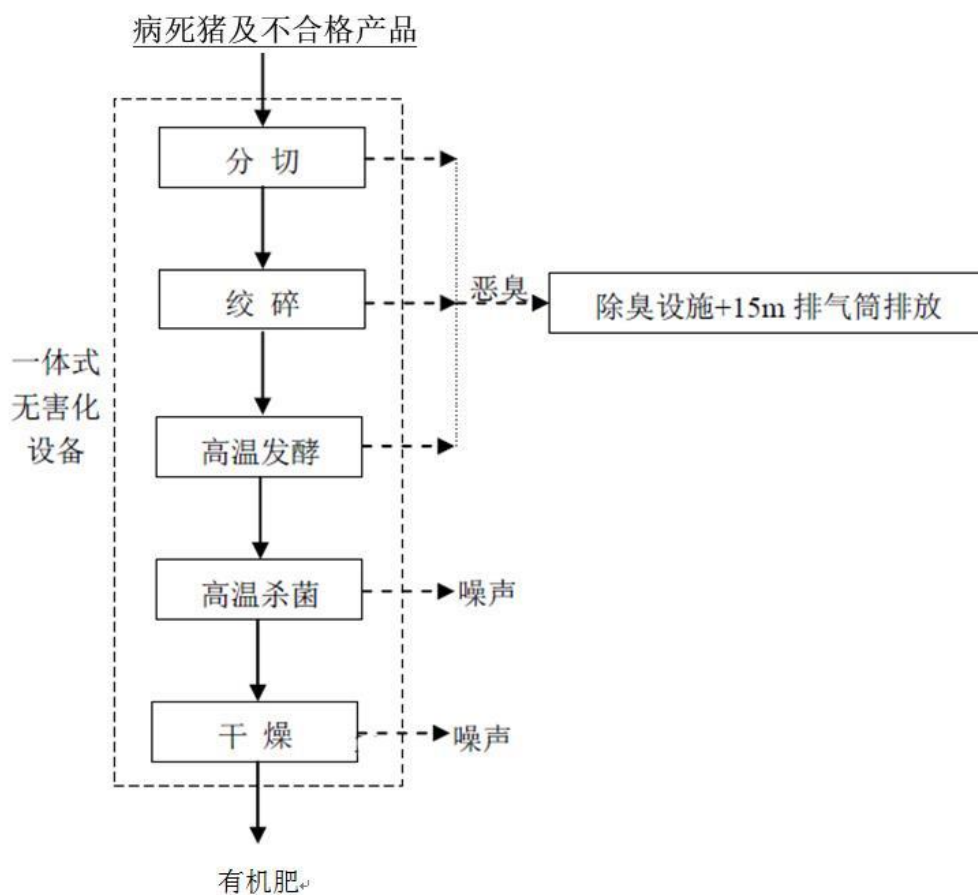 病死猪及不合格产品
分 切
绞 碎
恶臭
除臭设施+15m 排气筒排放
一体式
无害化
设备
高温发酵
高温杀菌
噪声
干 燥
噪声
有机肥